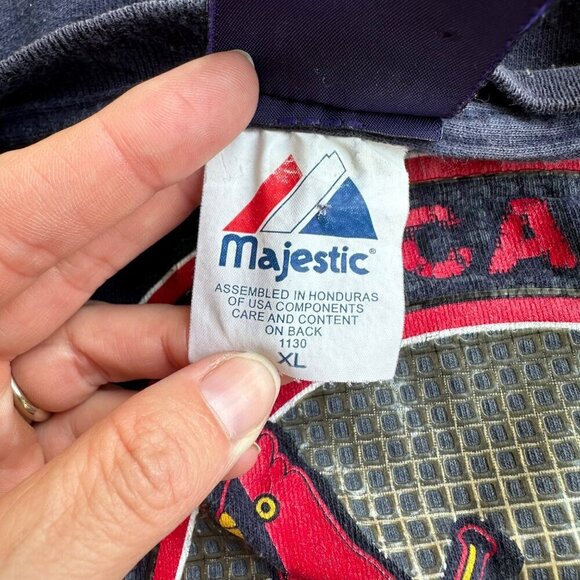 Majestic®
ASSEMBLED IN HONDURAS
OF USA COMPONENTS
CARE AND CONTENT
ON BACK
1130
XL
CA